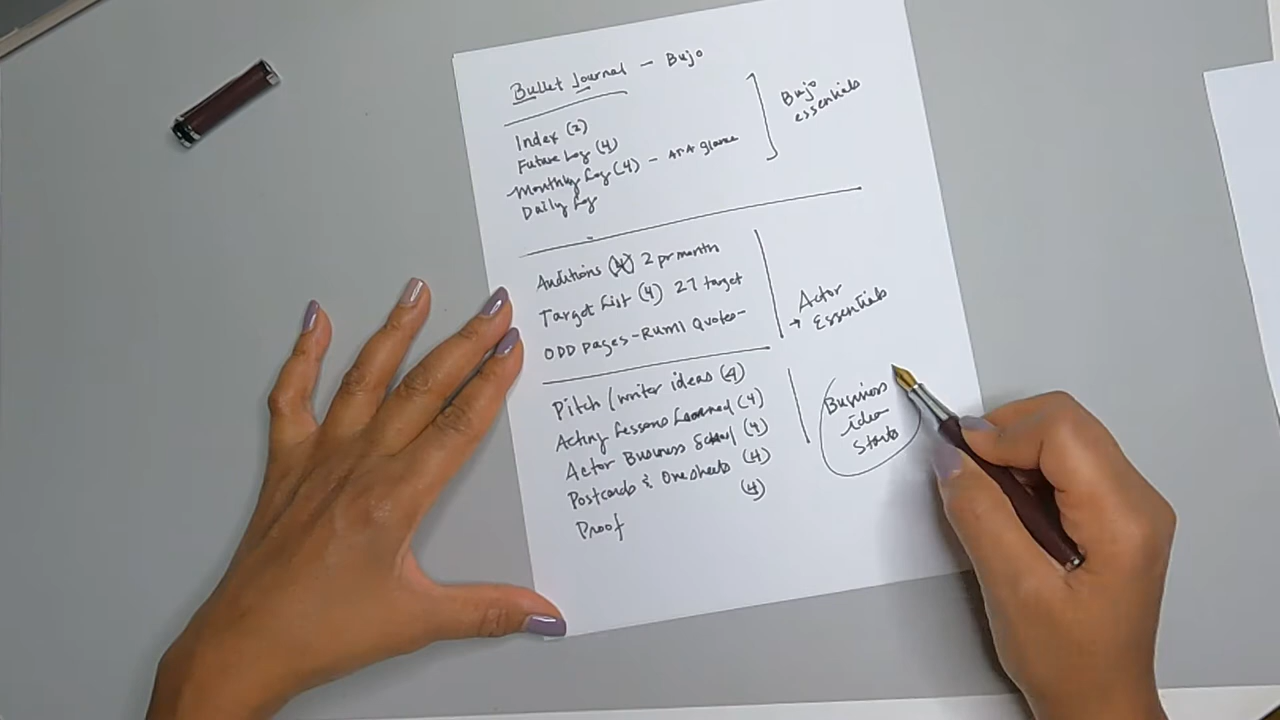 Bullet Journal - Bujo
Index (2)
Future Log (4)
Monthly Log (4) - AT-A glance
Daily Log
Bujo
essentials
Auditions (4) 2 pr month
Target List (4) 27 target
ODD pages-RUMI Quotes-
→ Actor
Essentials
Pitch / writer ideas (4)
Acting Lessons Learned (4)
Actor Business School (4)
Postcards & Onesheets (4)
Proof (4)
Business
idea
Starts